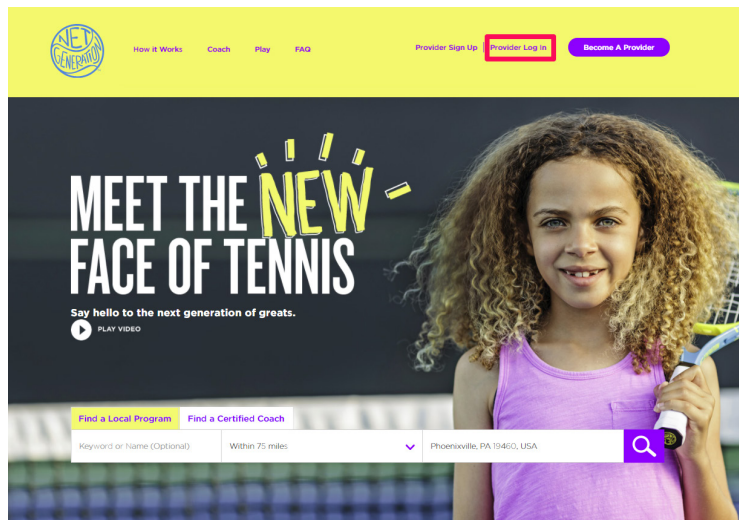 NET
GENERATION
How it Works Coach Play FAQ Provider Sign Up Provider Log In Become A Provider
MEET THE NEW
FACE OF TENNIS
Say hello to the next generation of greats.
PLAY VIDEO
Find a Local Program Find a Certified Coach
Keyword or Name (Optional) Within 75 miles Phoenixville, PA 19460, USA